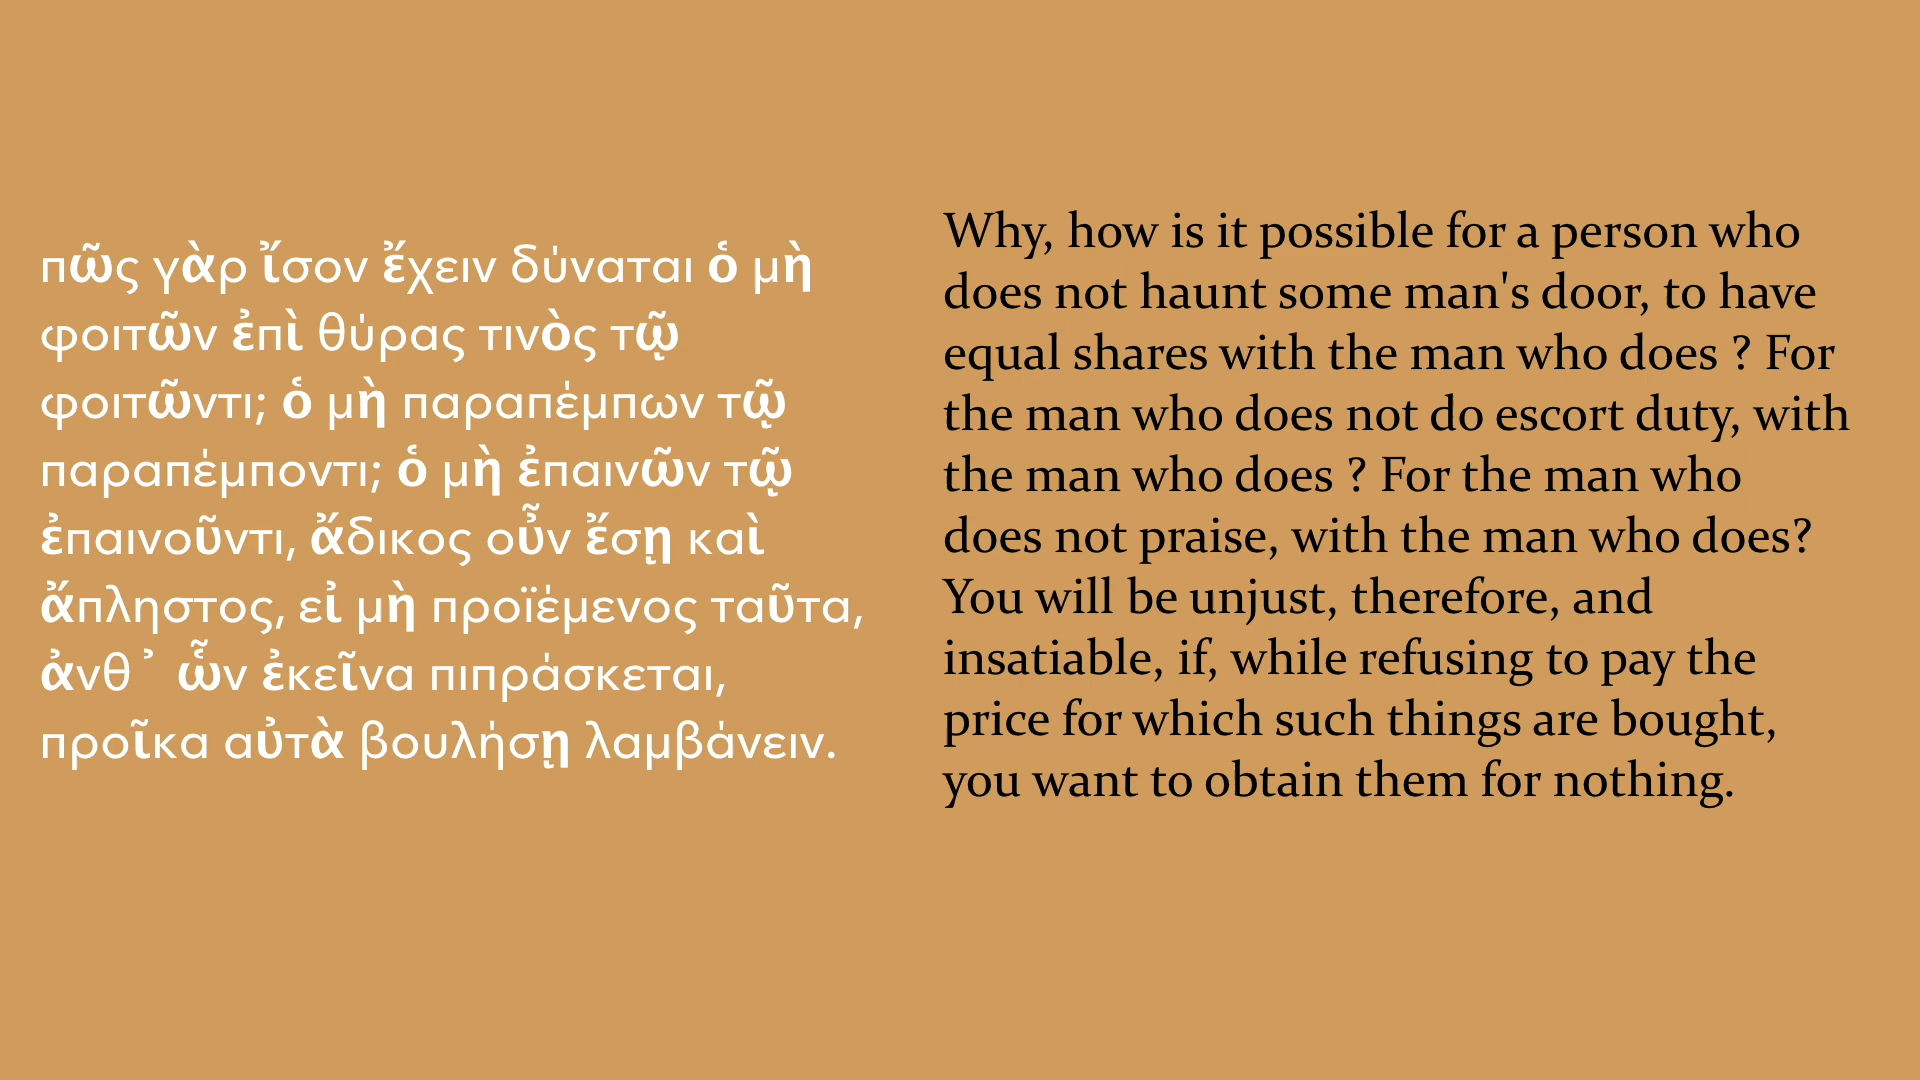 πῶς γὰρ ἴσον ἔχειν δύναται ὁ μὴ
φοιτῶν ἐπὶ θύρας τινὸς τῷ
φοιτῶντι; ὁ μὴ παραπέμπων τῷ
παραπέμποντι; ὁ μὴ ἐπαινῶν τῷ
ἐπαινοῦντι, ἄδικος οὖν ἔσῃ καὶ
ἄπληστος, εἰ μὴ προϊέμενος ταῦτα,
ἀνθ᾽ ὧν ἐκεῖνα πιπράσκεται,
προῖκα αὐτὰ βουλήσῃ λαμβάνειν.
Why, how is it possible for a person who
does not haunt some man's door, to have
equal shares with the man who does ? For
the man who does not do escort duty, with
the man who does ? For the man who
does not praise, with the man who does?
You will be unjust, therefore, and
insatiable, if, while refusing to pay the
price for which such things are bought,
you want to obtain them for nothing.